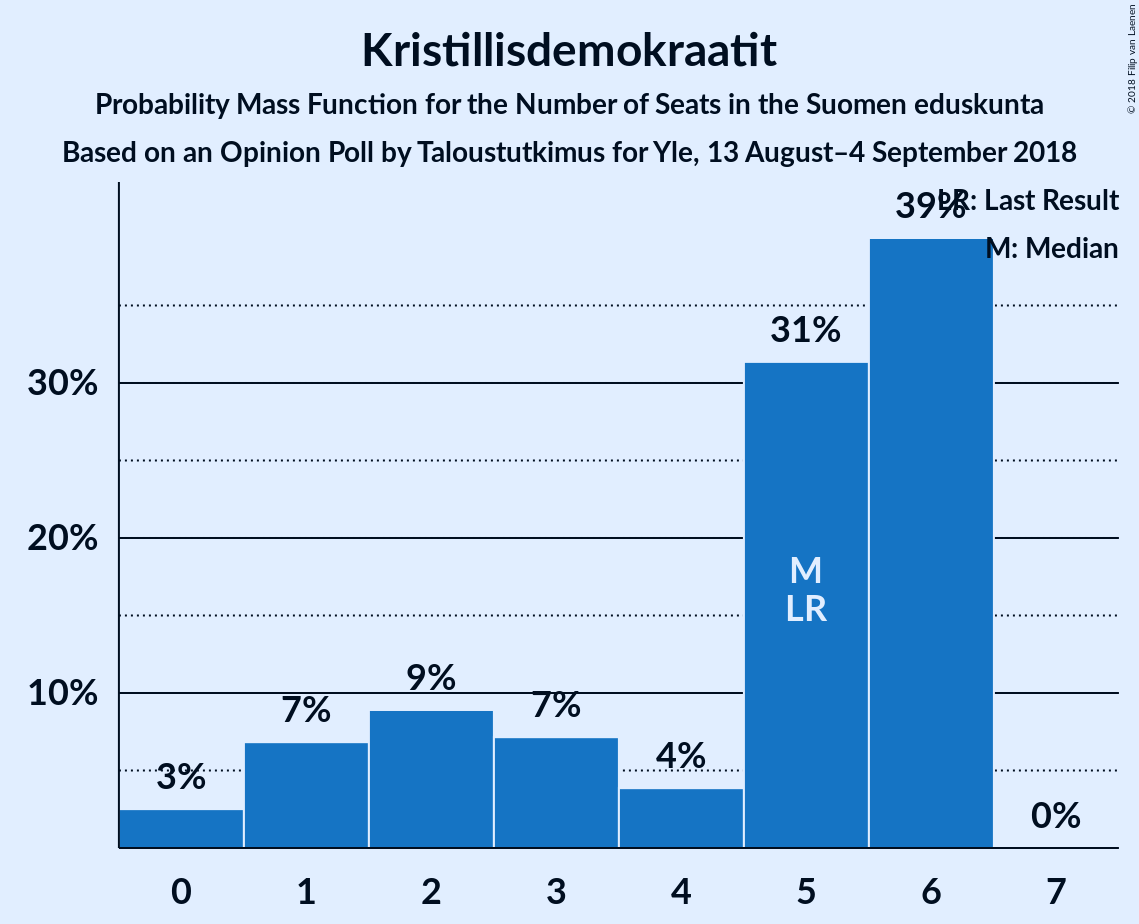 Kristillisdemokraatit
Probability Mass Function for the Number of Seats in the Suomen eduskunta
Based on an Opinion Poll by Taloustutkimus for Yle, 13 August–4 September 2018
© 2018 Filip van Laenen
LR: Last Result
M: Median
39%
31%
30%
20%
M
LR
10%
9%
7%
7%
4%
3%
0%
0 1 2 3 4 5 6 7